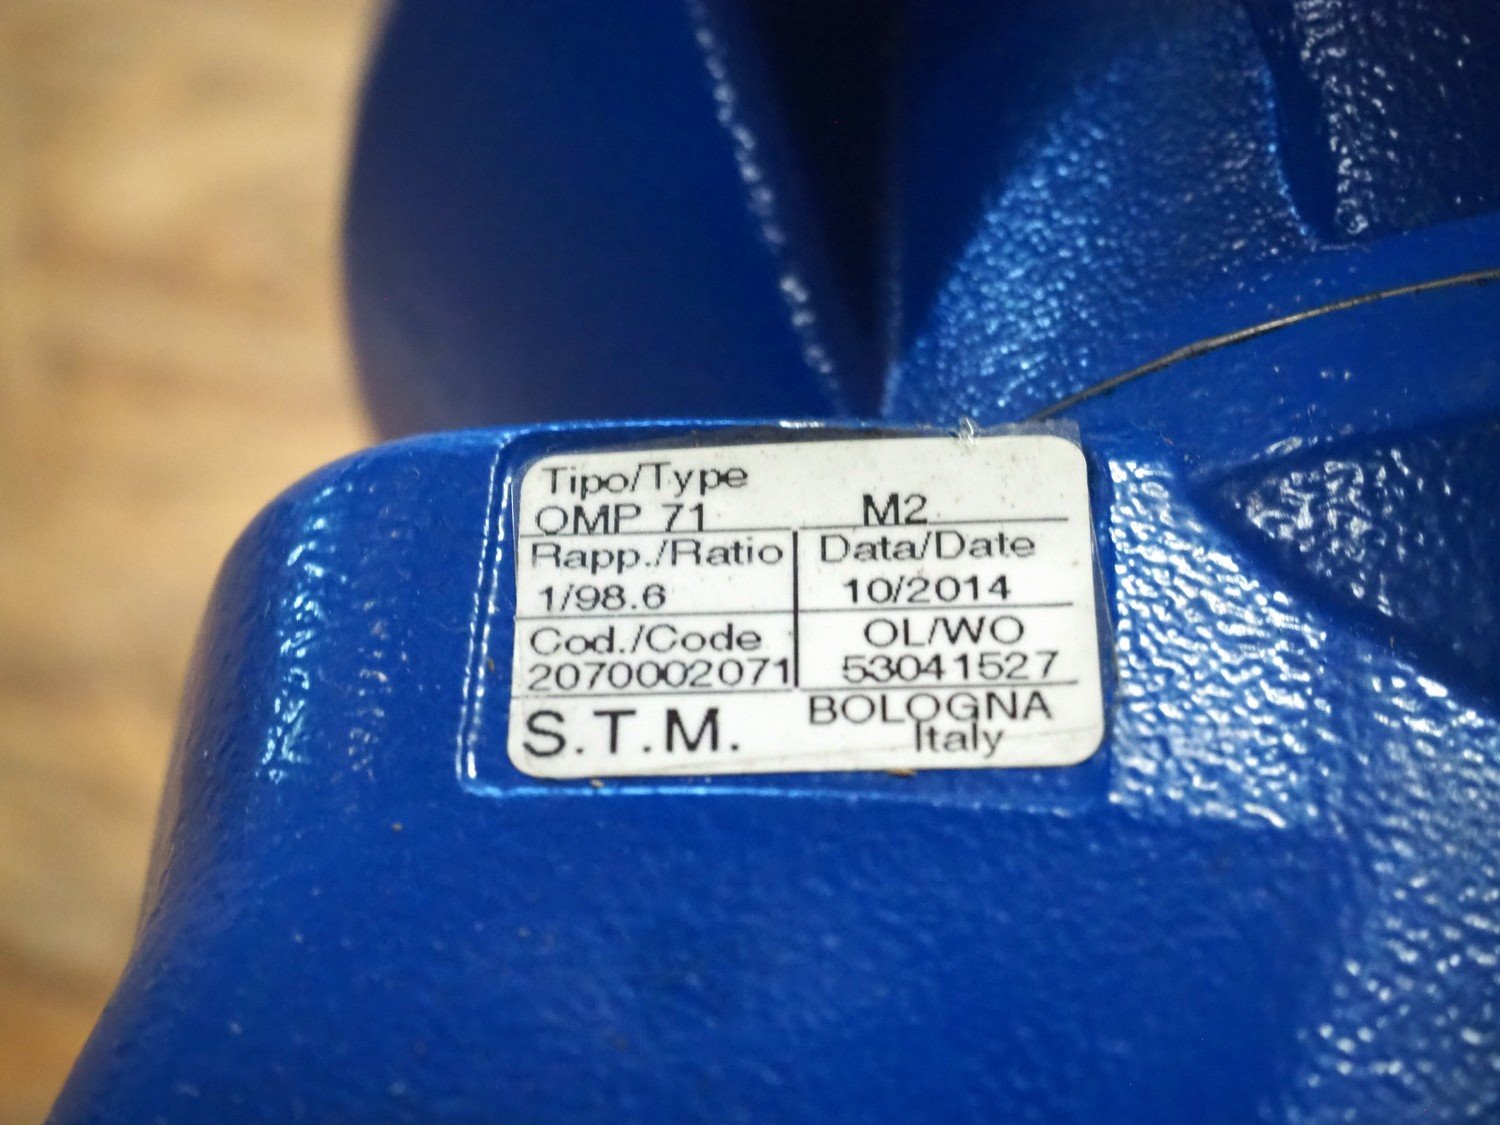 Tipo/Type
OMP 71 M2
Rapp./Ratio Data/Date
1/98.6 10/2014
Cod./Code OL/WO
2070002071 53041527
S.T.M. BOLOGNA
Italy